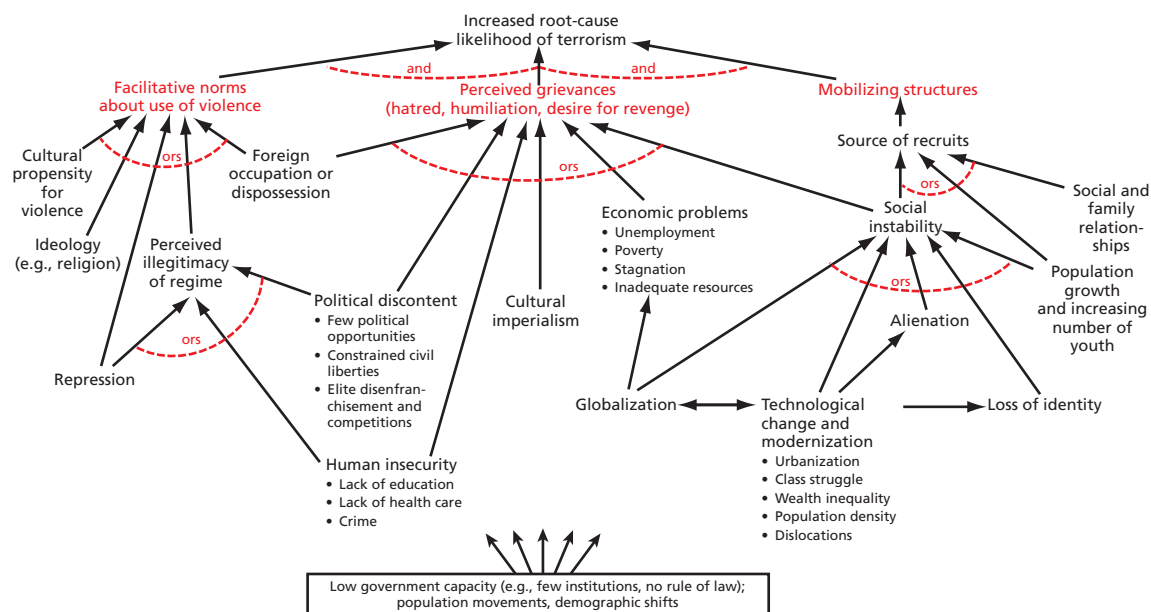 Increased root-cause
likelihood of terrorism
and
and
Facilitative norms
about use of violence
Perceived grievances
(hatred, humiliation, desire for revenge)
Mobilizing structures
ors
ors
Source of recruits
ors
Cultural
propensity for
violence
Foreign
occupation or
dispossession
Social and
family
relation-
ships
Ideology
(e.g., religion)
Perceived
illegitimacy
of regime
Economic problems
• Unemployment
• Poverty
• Stagnation
• Inadequate resources
Social
instability
ors
Population
growth
and increasing
number of
youth
Political discontent
• Few political
opportunities
• Constrained civil
liberties
• Elite disenfran-
chisement and
competitions
Cultural
imperialism
Alienation
ors
Repression
Globalization
Technological
change and
modernization
• Urbanization
• Class struggle
• Wealth inequality
• Population density
• Dislocations
Loss of identity
Human insecurity
• Lack of education
• Lack of health care
• Crime
Low government capacity (e.g., few institutions, no rule of law);
population movements, demographic shifts